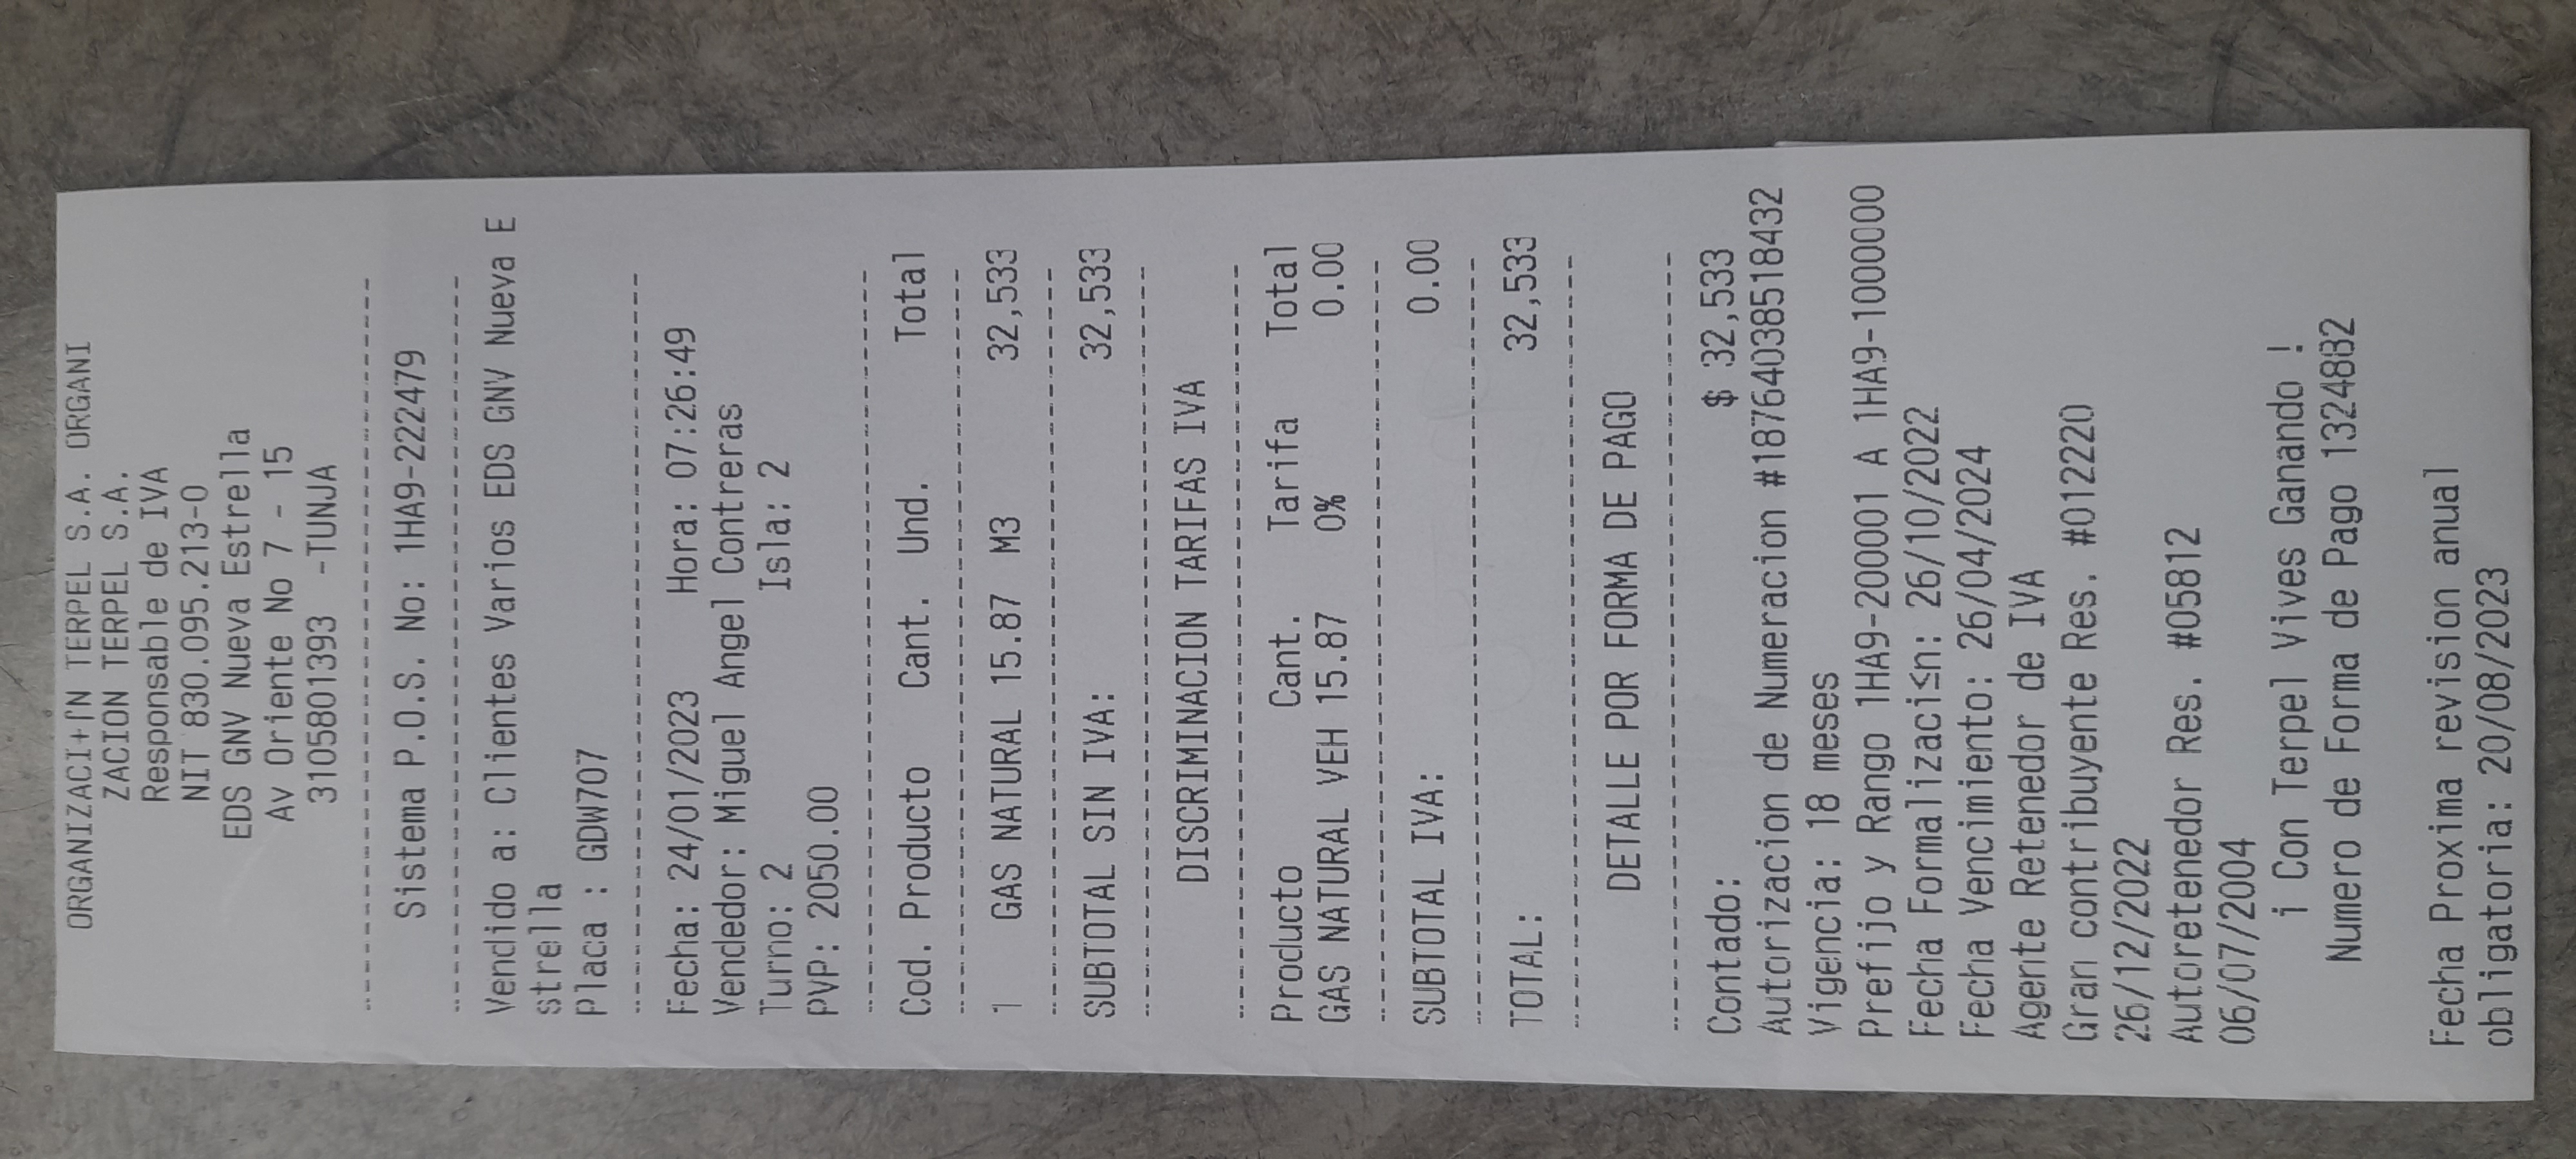 ORGANIZACI+ſN TERPEL S.A. ORGANI
ZACION TERPEL S.A.
Responsable de IVA
NIT 830.095.213-0
EDS GNV Nueva Estrella
Av Oriente No 7 - 15
3105801393 -TUNJA
--------------------------------
Sistema P.O.S. No: 1HA9-222479
--------------------------------
Vendido a: Clientes Varios EDS GNV Nueva E
strella
Placa : GDW707
--------------------------------
Fecha: 24/01/2023 Hora: 07:26:49
Vendedor: Miguel Angel Contreras
Turno: 2 Isla: 2
PVP: 2050.00
--------------------------------
Cod. Producto Cant. Und. Total
--------------------------------
1 GAS NATURAL 15.87 M3 32,533
--------------------------------
SUBTOTAL SIN IVA: 32,533
--------------------------------
DISCRIMINACION TARIFAS IVA
--------------------------------
Producto Cant. Tarifa Total
GAS NATURAL VEH 15.87 0% 0.00
--------------------------------
SUBTOTAL IVA: 0.00
--------------------------------
TOTAL: 32,533
--------------------------------
DETALLE POR FORMA DE PAGO
--------------------------------
Contado: $ 32,533
Autorizacion de Numeracion #18764038518432
Vigencia: 18 meses
Prefijo y Rango 1HA9-200001 A 1HA9-1000000
Fecha Formalizaci≤n: 26/10/2022
Fecha Vencimiento: 26/04/2024
Agente Retenedor de IVA
Gran contribuyente Res. #012220
26/12/2022
Autoretenedor Res. #05812
06/07/2004
¡ Con Terpel Vives Ganando !
Numero de Forma de Pago 1324882
Fecha Proxima revision anual
obligatoria: 20/08/2023